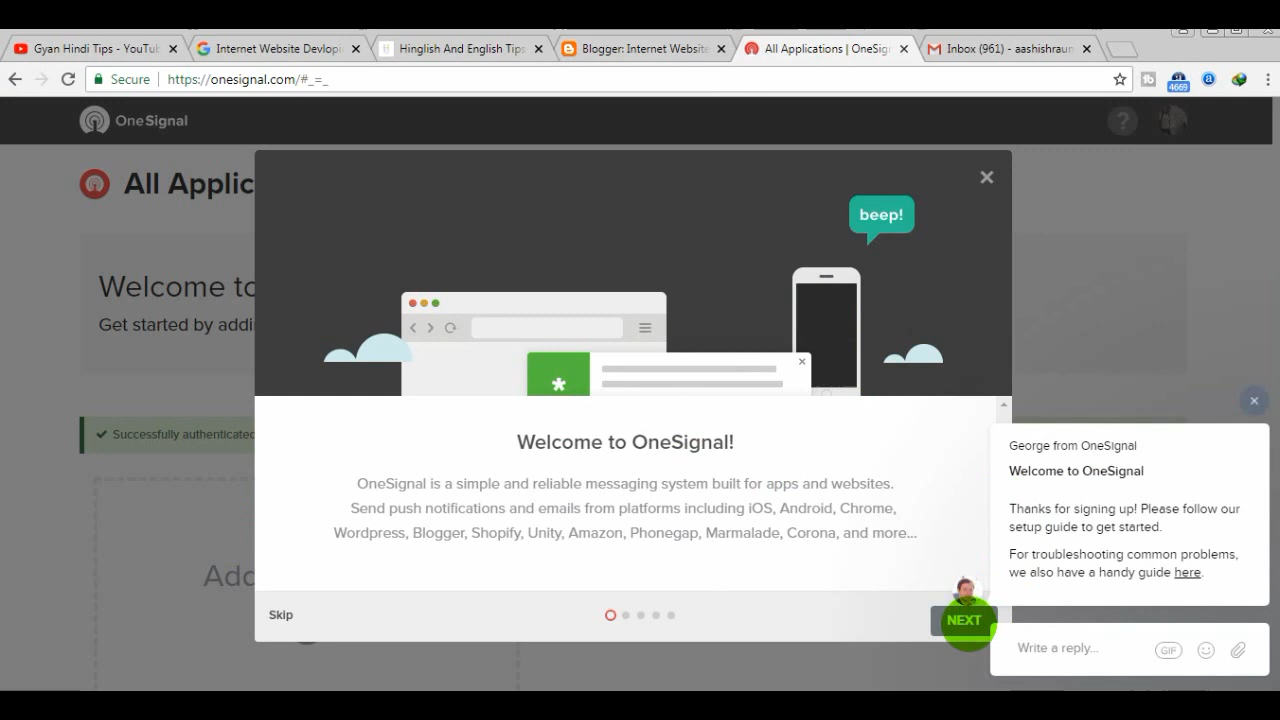 Gyan Hindi Tips - YouTu
Internet Website Devlopi
Hinglish And English Tips
Blogger: Internet Website
All Applications | OneSig
Inbox (961) - aashishraun
Secure
https://onesignal.com/#_=_
4669
OneSignal
?
All Applic
beep!
Welcome to
Get started by addi
*
Successfully authenticated
Welcome to OneSignal!
OneSignal is a simple and reliable messaging system built for apps and websites.
Send push notifications and emails from platforms including iOS, Android, Chrome,
Wordpress, Blogger, Shopify, Unity, Amazon, Phonegap, Marmalade, Corona, and more...
Add
Skip
NEXT
George from OneSignal
Welcome to OneSignal
Thanks for signing up! Please follow our
setup guide to get started.
For troubleshooting common problems,
we also have a handy guide here.
Write a reply...
GIF